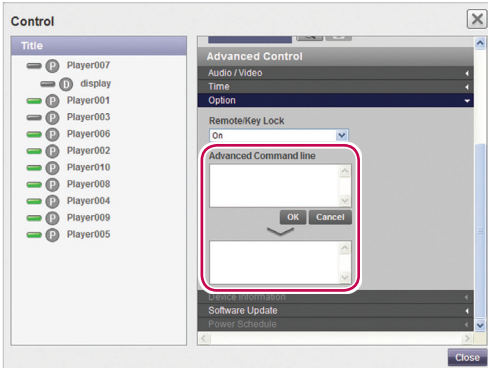 Control
Title
P Player007
D display
P Player001
P Player003
P Player006
P Player002
P Player010
P Player008
P Player004
P Player009
P Player005
Advanced Control
Audio / Video
Time
Option
Remote/Key Lock
On
Advanced Command line
OK Cancel
Device Information
Software Update
Power Schedule
Close